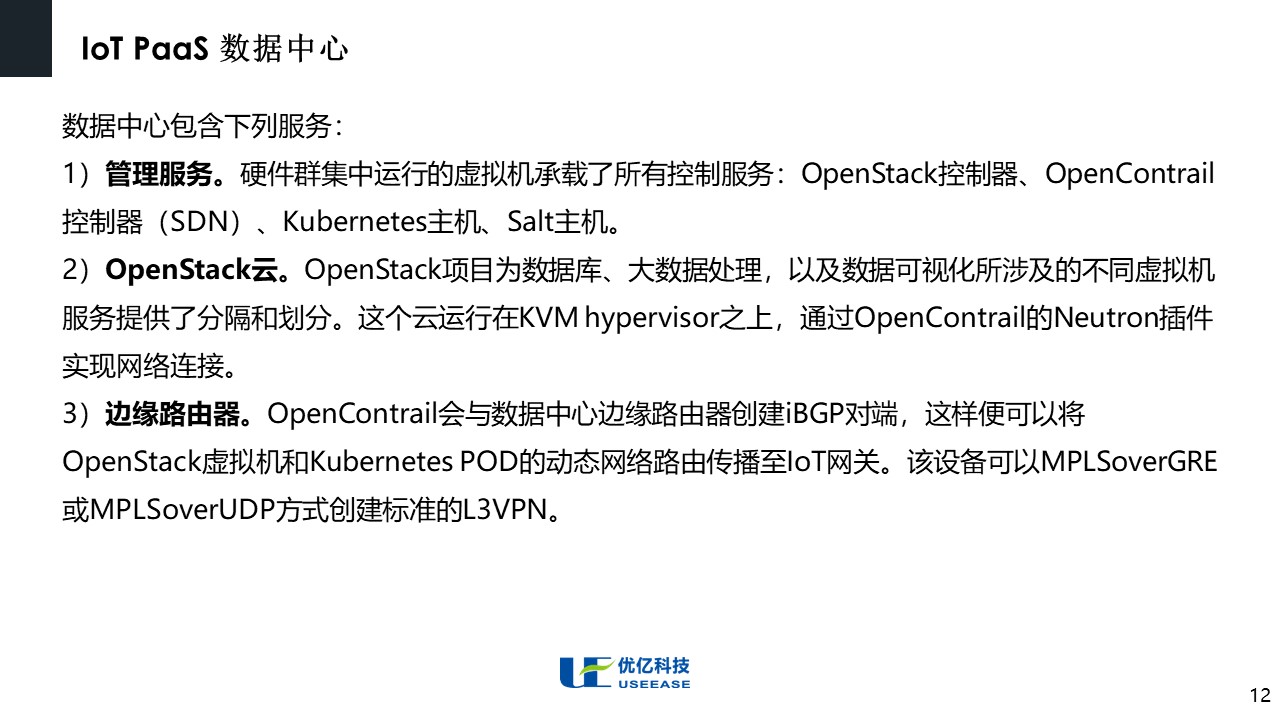 IoT PaaS 数据中心
数据中心包含下列服务：
1）管理服务。硬件群集中运行的虚拟机承载了所有控制服务：OpenStack控制器、OpenContrail
控制器（SDN）、Kubernetes主机、Salt主机。
2）OpenStack云。OpenStack项目为数据库、大数据处理，以及数据可视化所涉及的不同虚拟机
服务提供了分隔和划分。这个云运行在KVM hypervisor之上，通过OpenContrail的Neutron插件
实现网络连接。
3）边缘路由器。OpenContrail会与数据中心边缘路由器创建iBGP对端，这样便可以将
OpenStack虚拟机和Kubernetes POD的动态网络路由传播至IoT网关。该设备可以MPLSoverGRE
或MPLSoverUDP方式创建标准的L3VPN。
UE 优亿科技
USEEASE
12